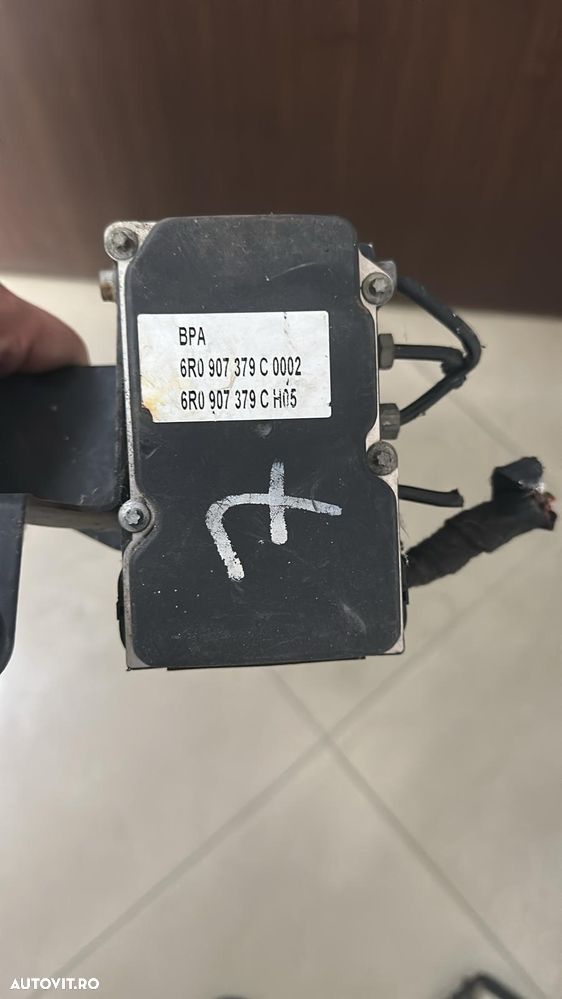 BPA
6R0 907 379 C 0002
6R0 907 379 C H05
AUTOVIT.RO